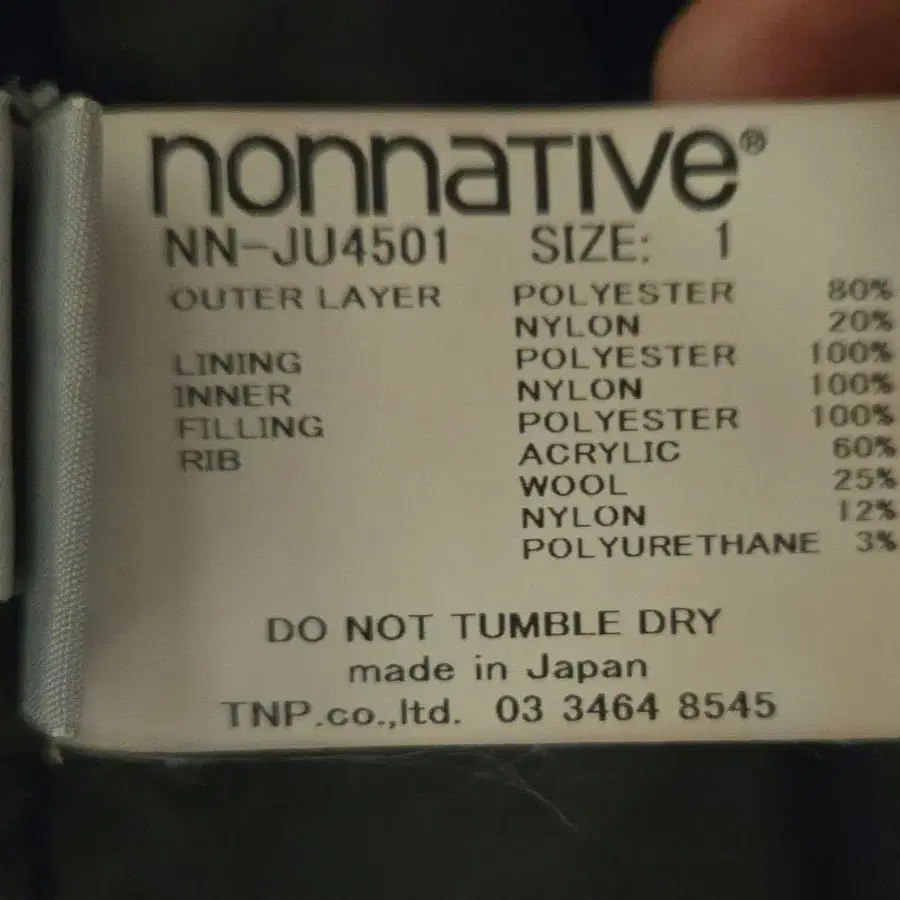 nonnative®
NN-JU4501 SIZE: 1
OUTER LAYER POLYESTER 80%
NYLON 20%
LINING POLYESTER 100%
INNER NYLON 100%
FILLING POLYESTER 100%
RIB ACRYLIC 60%
WOOL 25%
NYLON 12%
POLYURETHANE 3%
DO NOT TUMBLE DRY
made in Japan
TNP.co.,ltd. 03 3464 8545